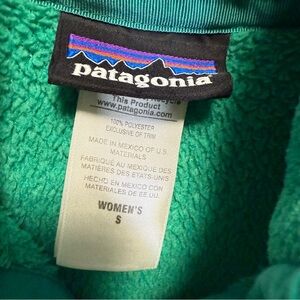 patagonia
This Product
www.patagonia.com
100% POLYESTER
EXCLUSIVE OF TRIM
MADE IN MEXICO OF U.S.
MATERIALS
FABRIQUÉ AU MEXIQUE DES
MATIÈRES DES ÉTATS-UNIS
HECHO EN MÉXICO CON
MATERIALES DE EE.UU.
WOMEN'S
S